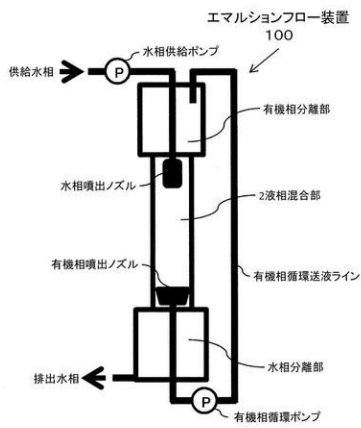 エマルションフロー装置
100
水相供給ポンプ
供給水相
P
有機相分離部
水相噴出ノズル
2液相混合部
有機相噴出ノズル
有機相循環送液ライン
水相分離部
排出水相
P
有機相循環ポンプ